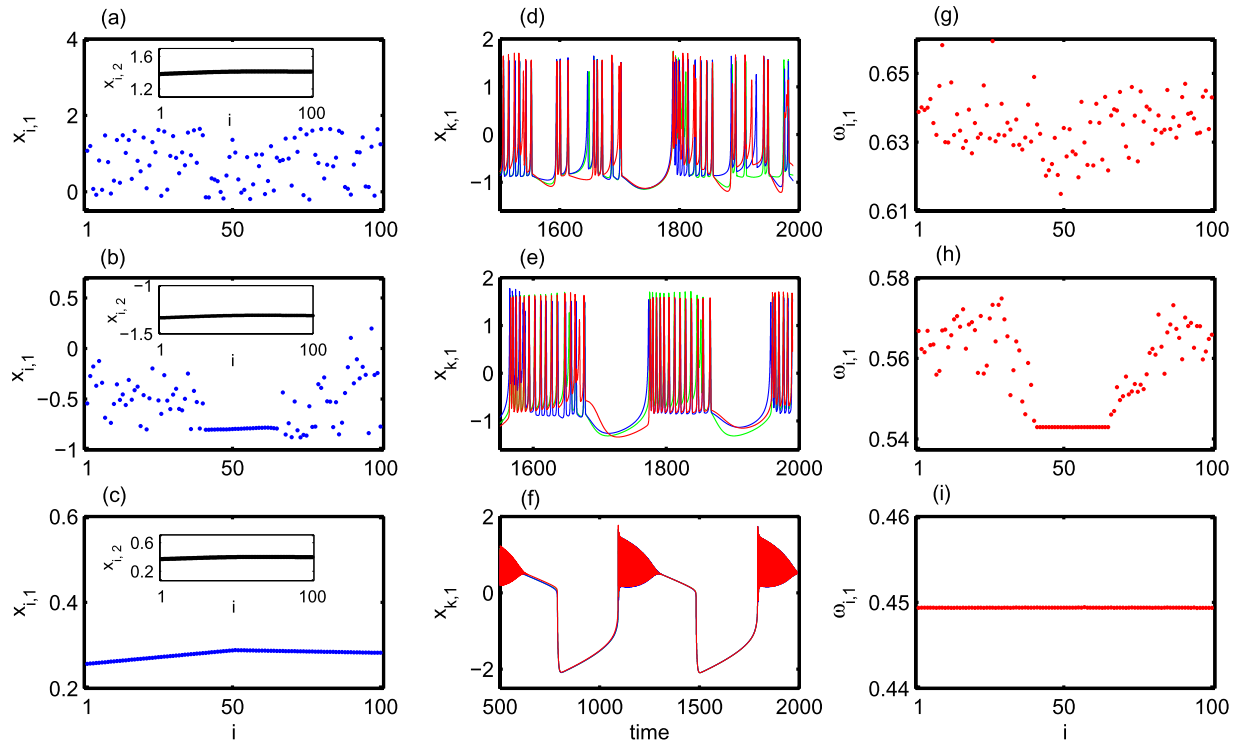 (a)
4
2
0
x_{i,1}
1.6
1.2
x_{i, 2}
1
i
100
1
50
100
(d)
2
0
−1
x_{k,1}
1600
1800
2000
(g)
0.65
0.63
0.61
ω_{i,1}
1
50
100
(b)
0.5
0
−0.5
−1
x_{i,1}
−1
−1.5
x_{i, 2}
1
i
100
1
50
100
(e)
2
1
0
−1
x_{k,1}
1600
1800
2000
(h)
0.58
0.56
0.54
ω_{i,1}
1
50
100
(c)
0.6
0.4
0.2
x_{i,1}
0.6
0.2
x_{i, 2}
1
i
100
1
50
100
i
(f)
2
0
−2
x_{k,1}
500
1000
1500
2000
time
(i)
0.46
0.45
0.44
ω_{i,1}
1
50
100
i